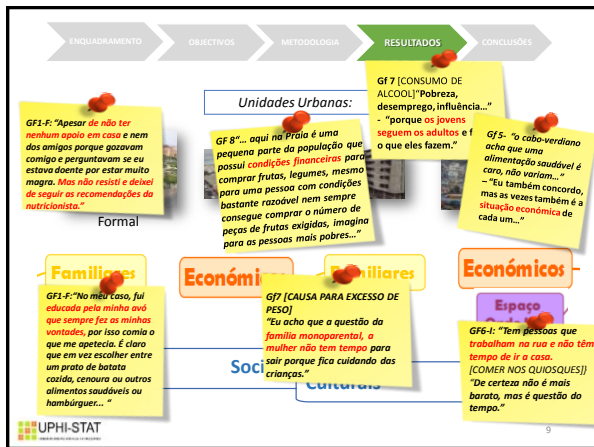 ENQUADRAMENTO
OBJECTIVOS
METODOLOGIA
RESULTADOS
CONCLUSÕES
Unidades Urbanas:
GF1-F: "Apesar de não ter
nenhum apoio em casa e nem
dos amigos porque gozavam
comigo e perguntavam se eu
estava doente por estar muito
magra. Mas não resisti e deixei
de seguir as recomendações da
nutricionista."
Formal
GF 8"… aqui na Praia é uma
pequena parte da população que
possui condições financeiras para
comprar frutas, legumes, mesmo
para uma pessoa com condições
bastante razoável nem sempre
consegue comprar o número de
peças de frutas exigidas, imagina
para as pessoas mais pobres…"
Gf 7 [CONSUMO DE
ALCOOL]"Pobreza,
desemprego, influência…"
- "porque os jovens
seguem os adultos e f
o que eles fazem."
Gf 5- "o cabo-verdiano
acha que uma
alimentação saudável é
caro, não variam…"
– "Eu também concordo,
mas as vezes também é a
situação económica de
cada um…"
Familiares
Económicos
Familiares
Económicos
Espaço
GF1-F:"No meu caso, fui
educada pela minha avó
que sempre fez as minhas
vontades, por isso comia o
que me apetecia. É claro
que em vez escolher entre
um prato de batata
cozida, cenoura ou outros
alimentos saudáveis ou
hambúrguer… "
Gf7 [CAUSA PARA EXCESSO DE
PESO]
"Eu acho que a questão da
família monoparental, a
mulher não tem tempo para
sair porque fica cuidando das
crianças."
GF6-I: "Tem pessoas que
trabalham na rua e não têm
tempo de ir a casa.
[COMER NOS QUIOSQUES]]
"De certeza não é mais
barato, mas é questão do
tempo."
Soci
Culturais
UPHI-STAT
9